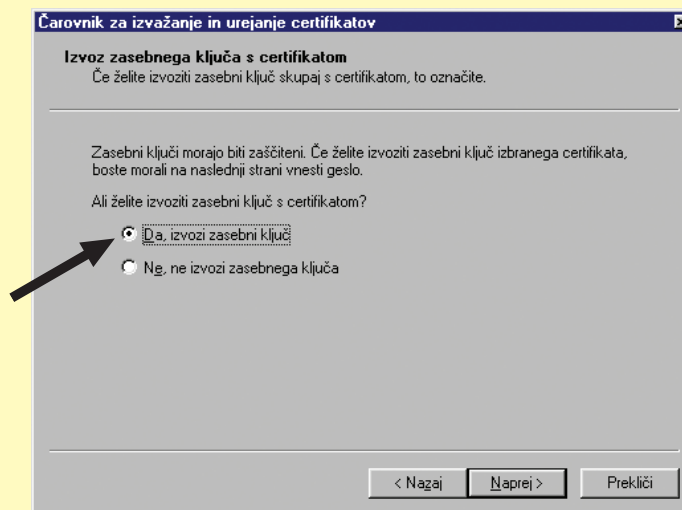 Čarovnik za izvažanje in urejanje certifikatov
Izvoz zasebnega ključa s certifikatom
Če želite izvoziti zasebni ključ skupaj s certifikatom, to označite.
Zasebni ključi morajo biti zaščiteni. Če želite izvoziti zasebni ključ izbranega certifikata,
boste morali na naslednji strani vnesti geslo.
Ali želite izvoziti zasebni ključ s certifikatom?
Da, izvozi zasebni ključ
Ne, ne izvozi zasebnega ključa
< Nazaj Naprej > Prekliči